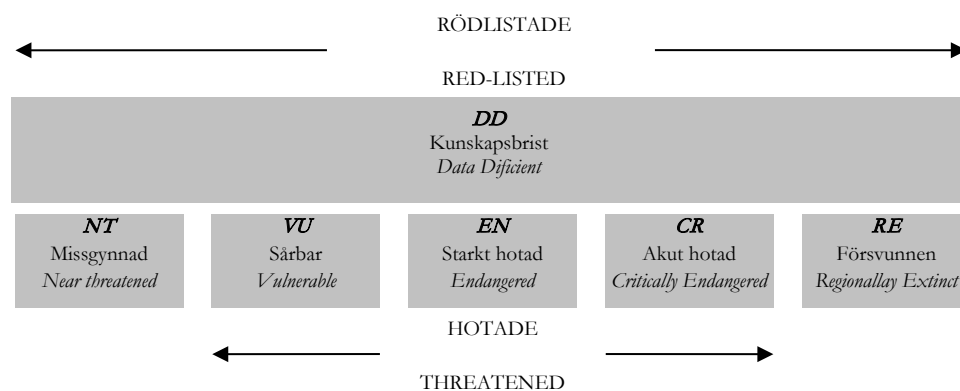 RÖDLISTADE
RED-LISTED
DD
Kunskapsbrist
Data Dificient
NT
Missgynnad
Near threatened
VU
Sårbar
Vulnerable
EN
Starkt hotad
Endangered
CR
Akut hotad
Critically Endangered
RE
Försvunnen
Regionallay Extinct
HOTADE
THREATENED